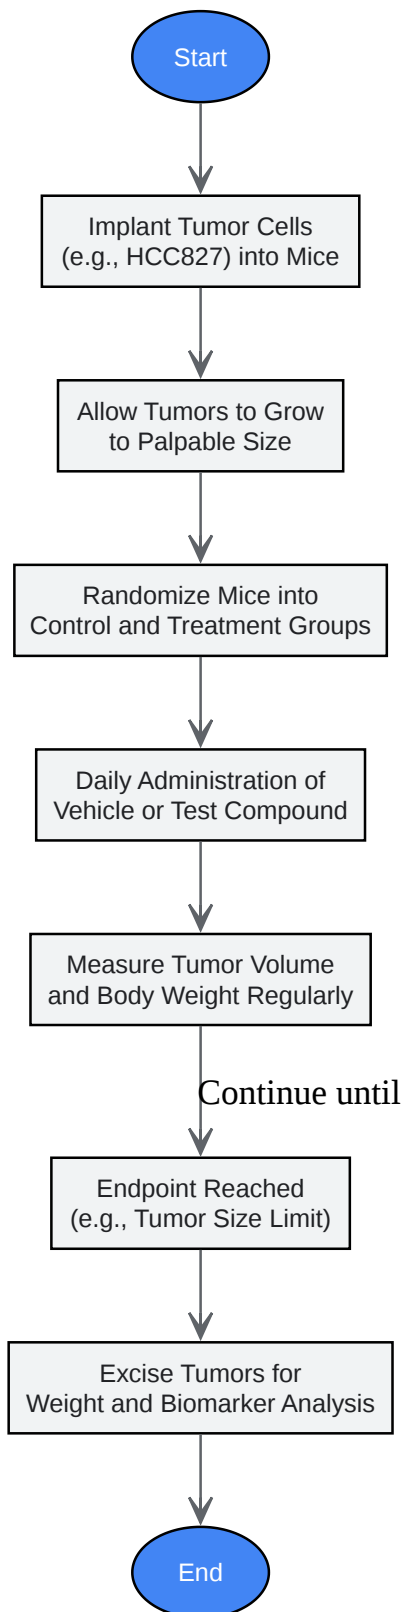 Start
Implant Tumor Cells
(e.g., HCC827) into Mice
Allow Tumors to Grow
to Palpable Size
Randomize Mice into
Control and Treatment Groups
Daily Administration of
Vehicle or Test Compound
Measure Tumor Volume
and Body Weight Regularly
Continue until
Endpoint Reached
(e.g., Tumor Size Limit)
Excise Tumors for
Weight and Biomarker Analysis
End